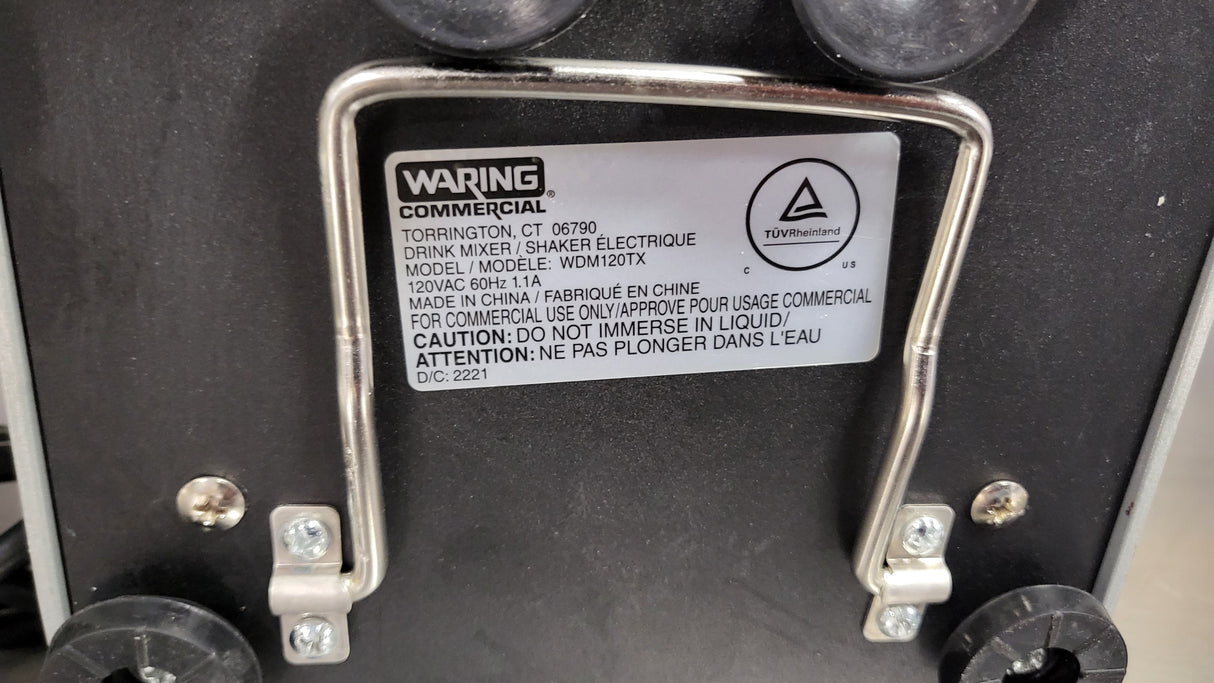 WARING®
COMMERCIAL
TORRINGTON, CT 06790
DRINK MIXER / SHAKER ÉLECTRIQUE
MODEL / MODÈLE: WDM120TX
120VAC 60Hz 1.1A
MADE IN CHINA / FABRIQUÉ EN CHINE
FOR COMMERCIAL USE ONLY/APPROVE POUR USAGE COMMERCIAL
CAUTION: DO NOT IMMERSE IN LIQUID/
ATTENTION: NE PAS PLONGER DANS L'EAU
D/C: 2221
TÜVRheinland
C US